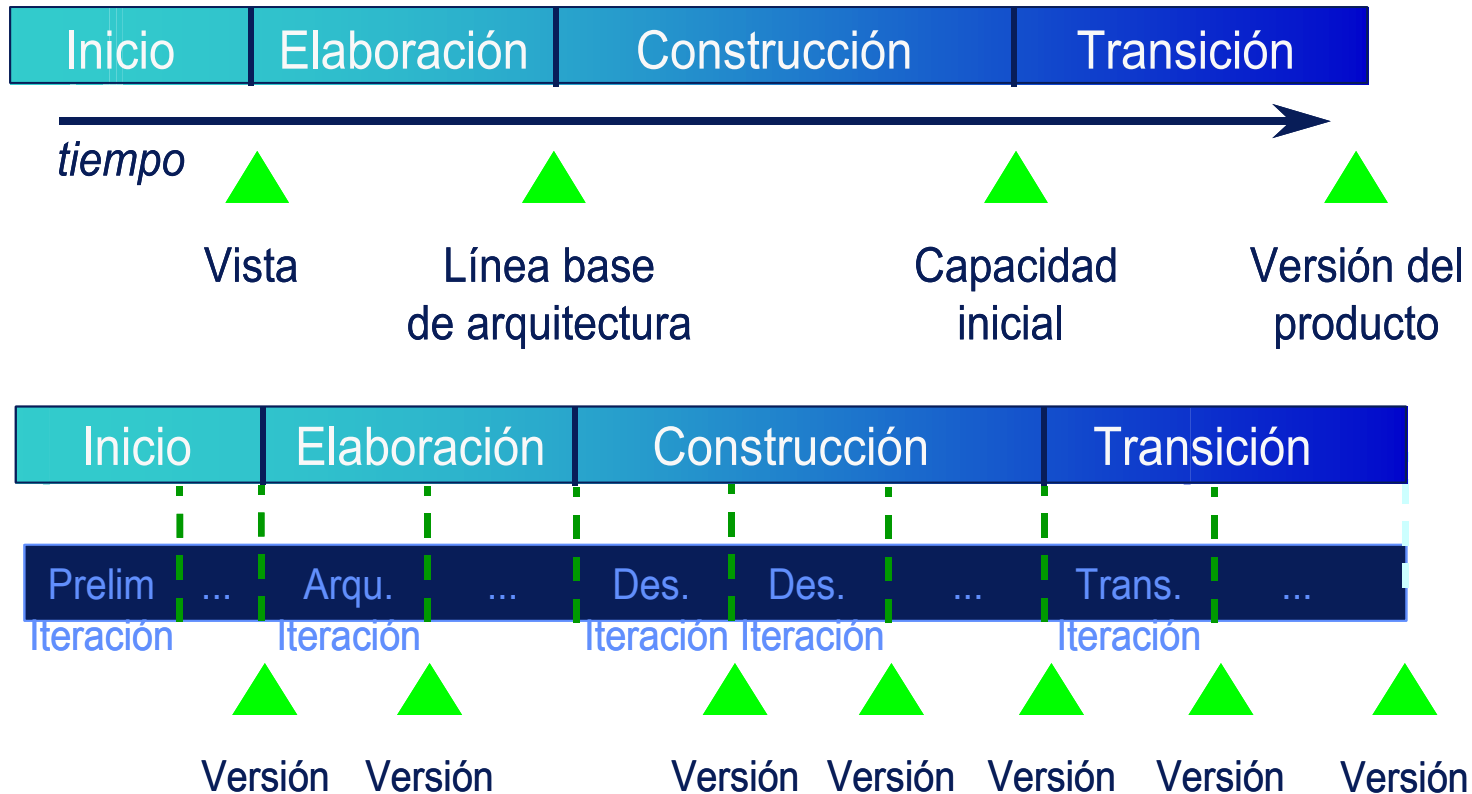 Inicio Elaboración Construcción Transición
tiempo
Vista Línea base Capacidad Versión del
de arquitectura inicial producto
Inicio Elaboración Construcción Transición
Prelim ... Arqu. ... Des. Des. ... Trans. ...
Iteración Iteración Iteración Iteración Iteración
Versión Versión Versión Versión Versión Versión Versión